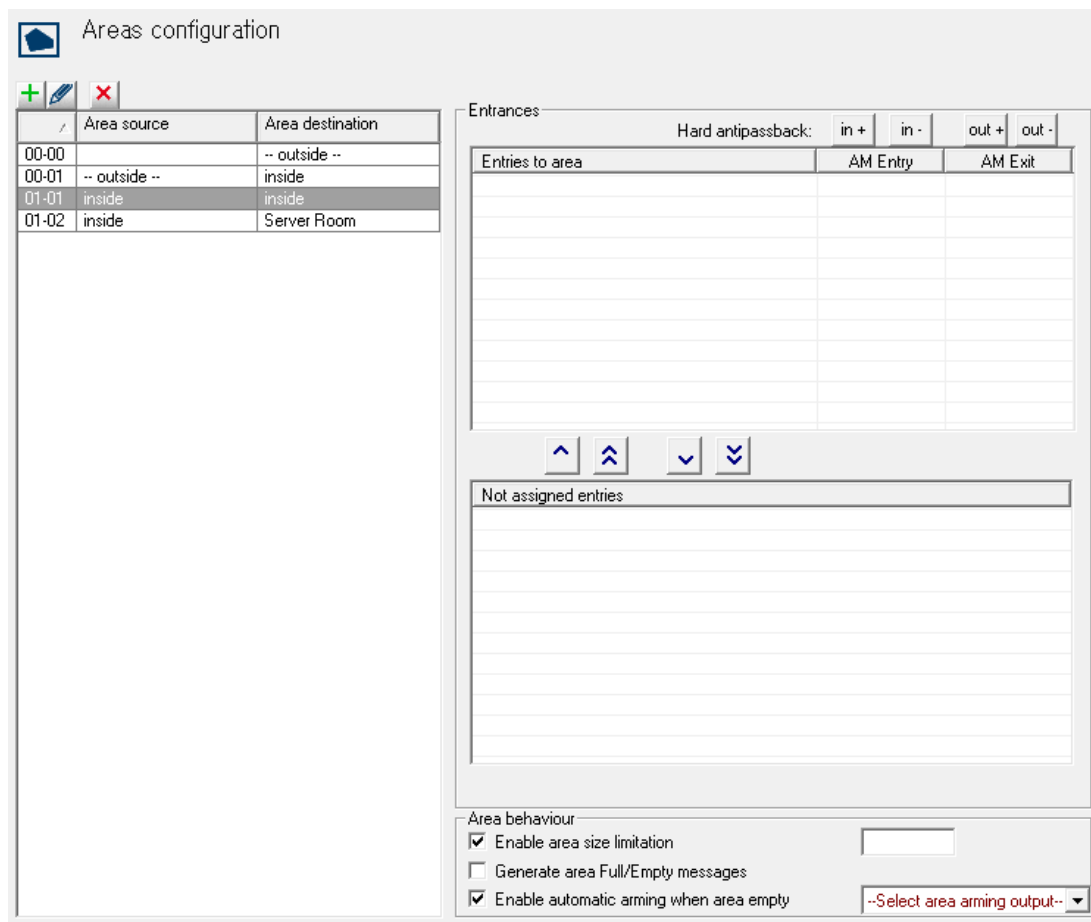 Areas configuration
Area source Area destination
00-00 -- outside --
00-01 -- outside -- inside
01-01 inside inside
01-02 inside Server Room
Entrances
Hard antipassback: in + in - out + out -
Entries to area AM Entry AM Exit
Not assigned entries
Area behaviour
Enable area size limitation
Generate area Full/Empty messages
Enable automatic arming when area empty --Select area arming output--